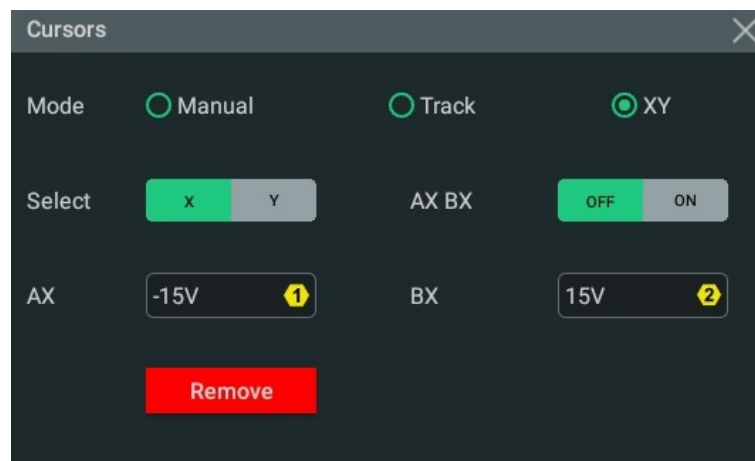 Cursors
Mode Manual Track XY
Select X Y AX BX OFF ON
AX -15V 1 BX 15V 2
Remove